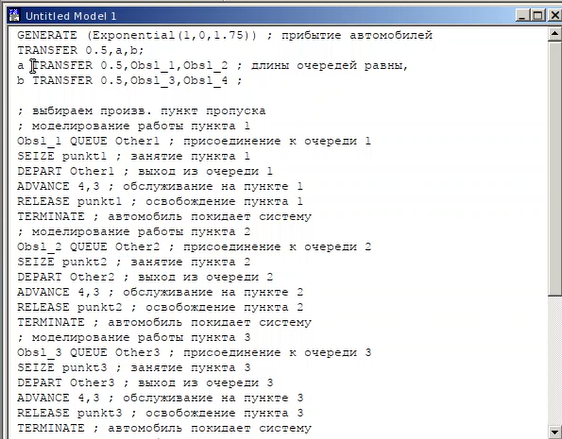 Untitled Model 1
GENERATE (Exponential(1,0,1.75)) ; прибытие автомобилей
TRANSFER 0.5,a,b;
a TRANSFER 0.5,Obsl_1,Obsl_2 ; длины очередей равны,
b TRANSFER 0.5,Obsl_3,Obsl_4 ;
; выбираем произв. пункт пропуска
; моделирование работы пункта 1
Obsl_1 QUEUE Other1 ; присоединение к очереди 1
SEIZE punkt1 ; занятие пункта 1
DEPART Other1 ; выход из очереди 1
ADVANCE 4,3 ; обслуживание на пункте 1
RELEASE punkt1 ; освобождение пункта 1
TERMINATE ; автомобиль покидает систему
; моделирование работы пункта 2
Obsl_2 QUEUE Other2 ; присоединение к очереди 2
SEIZE punkt2 ; занятие пункта 2
DEPART Other2 ; выход из очереди 2
ADVANCE 4,3 ; обслуживание на пункте 2
RELEASE punkt2 ; освобождение пункта 2
TERMINATE ; автомобиль покидает систему
; моделирование работы пункта 3
Obsl_3 QUEUE Other3 ; присоединение к очереди 3
SEIZE punkt3 ; занятие пункта 3
DEPART Other3 ; выход из очереди 3
ADVANCE 4,3 ; обслуживание на пункте 3
RELEASE punkt3 ; освобождение пункта 3
TERMINATE ; автомобиль покидает систему